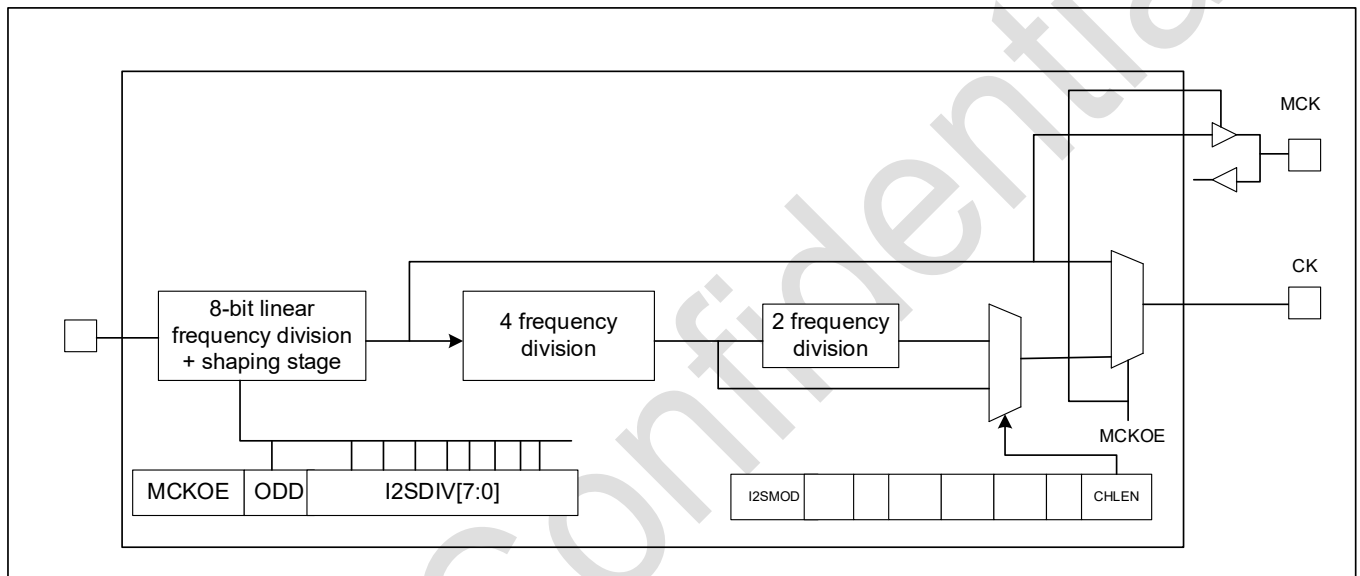 MCK
CK
8-bit linear
frequency division
+ shaping stage
4 frequency
division
2 frequency
division
MCKOE
MCKOE ODD I2SDIV[7:0]
I2SMOD CHLEN
Confidential